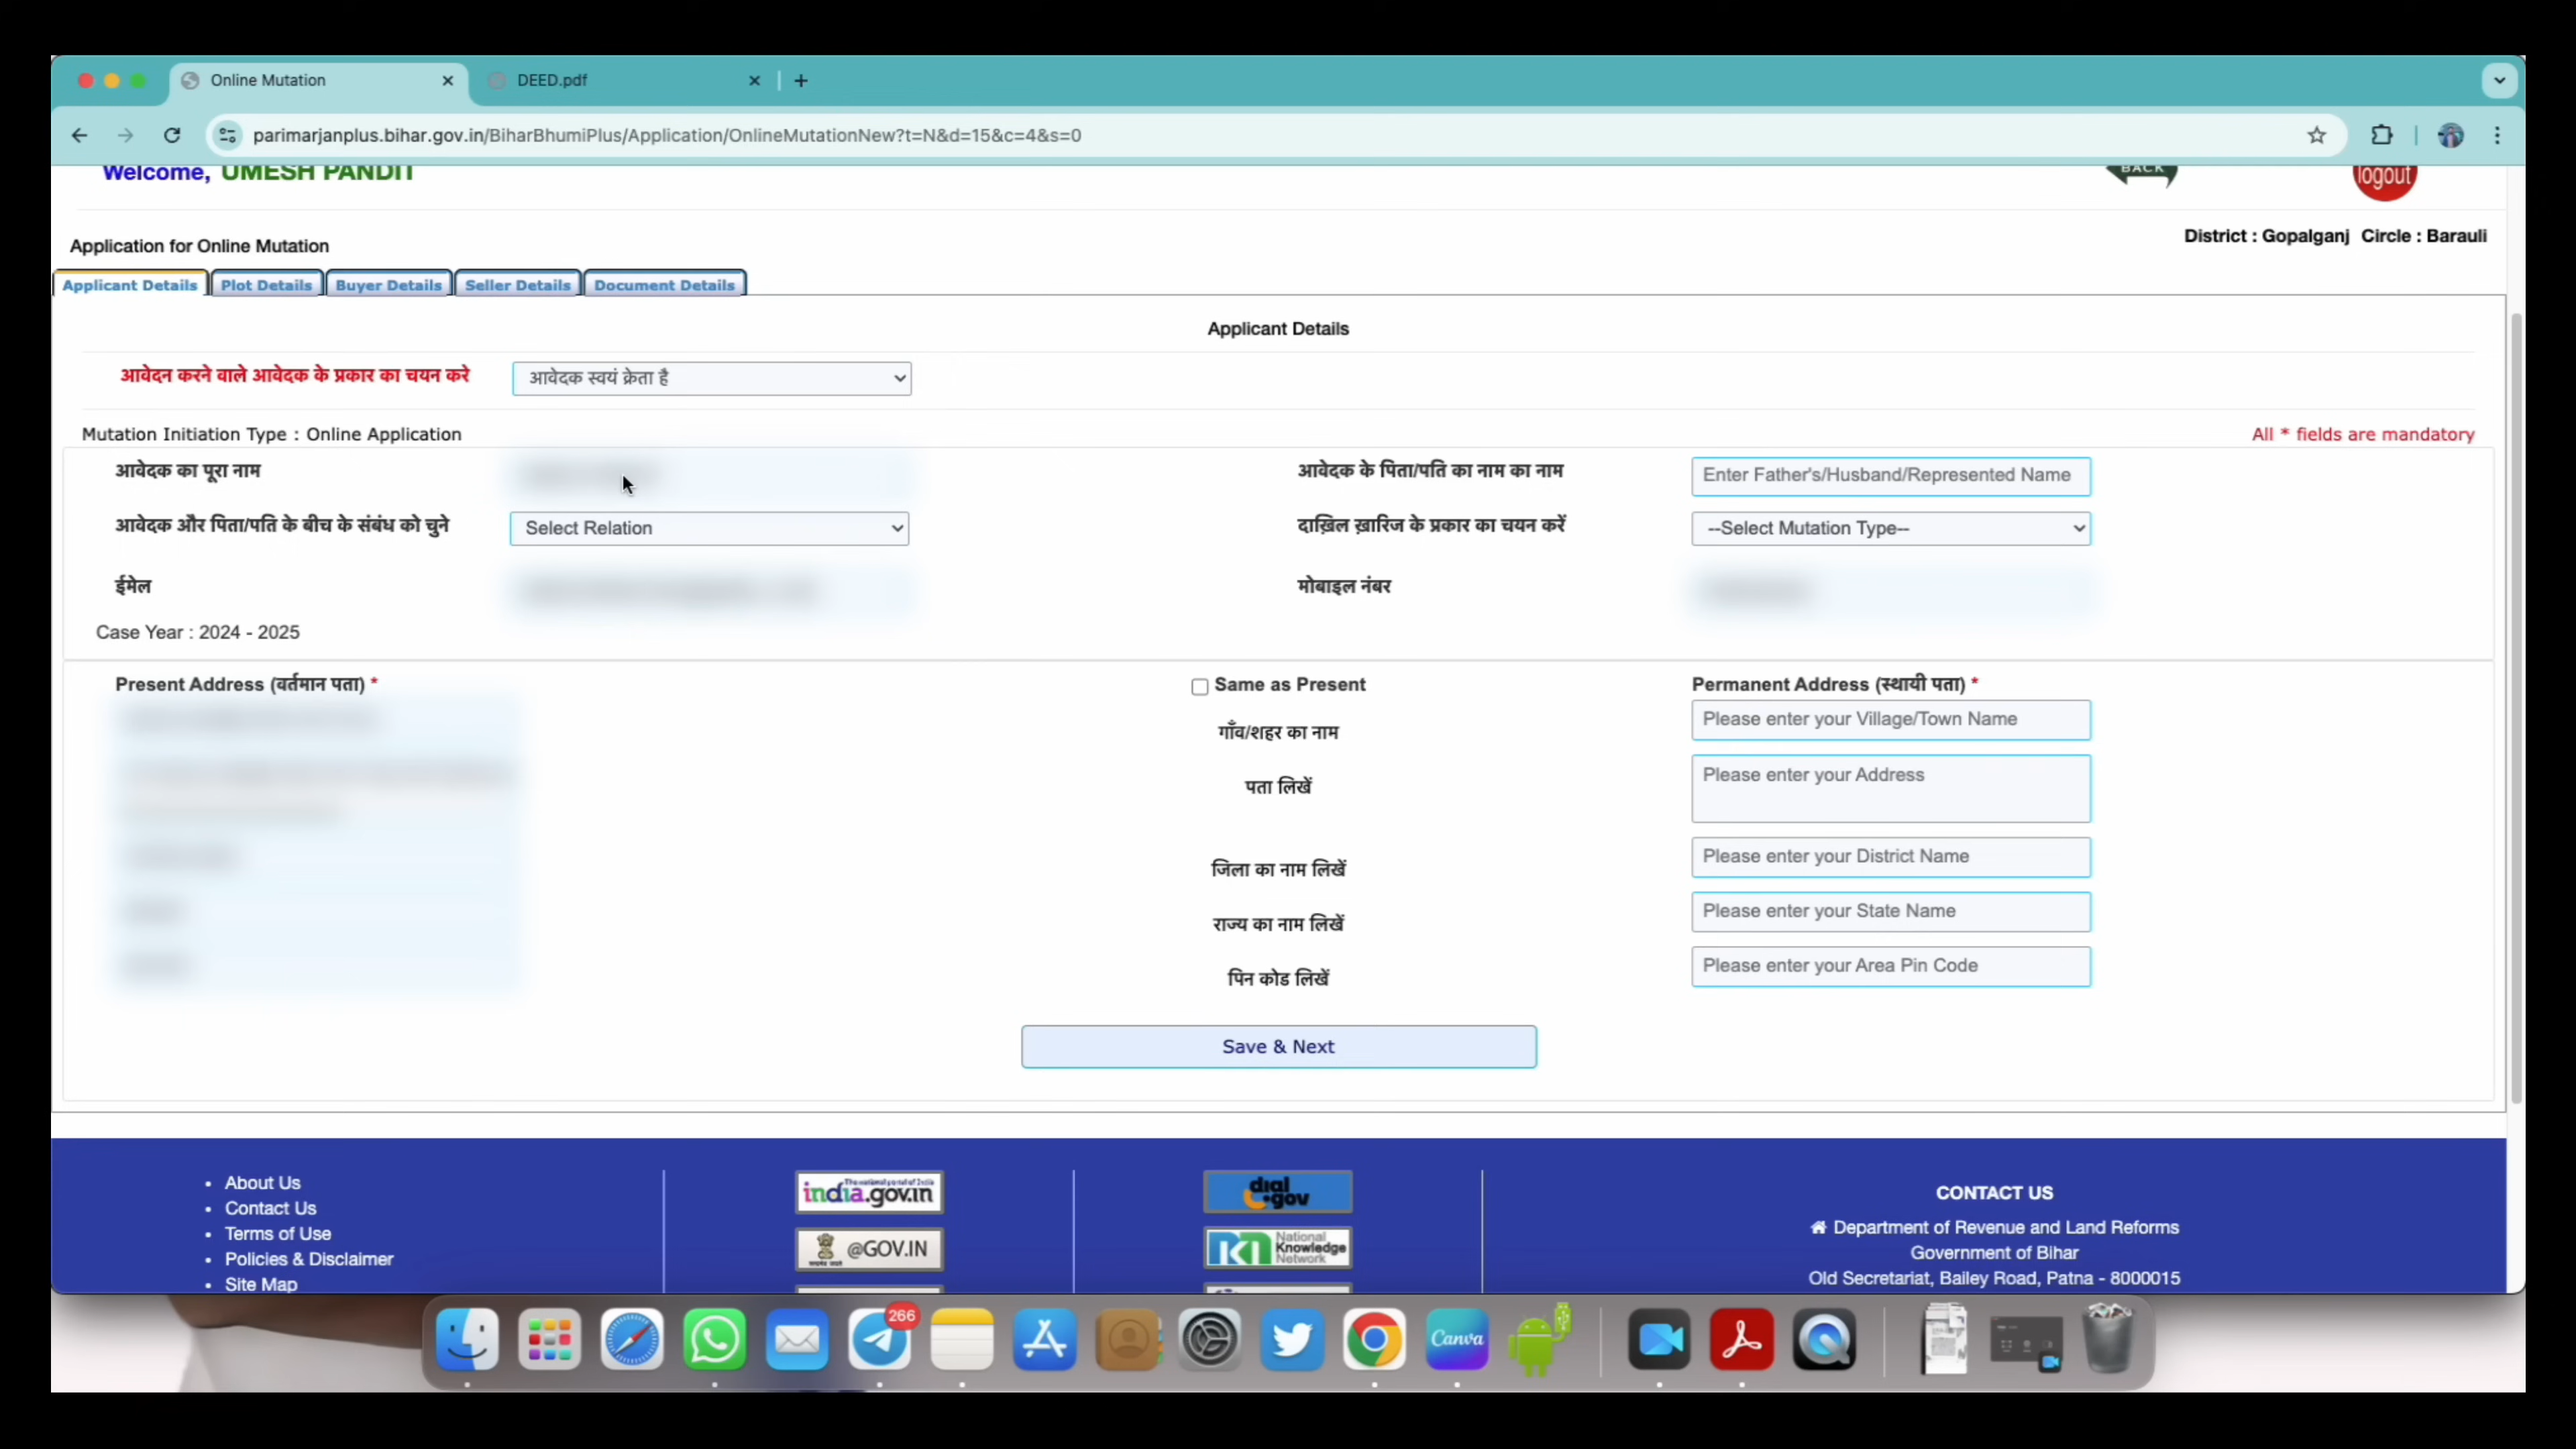 Online Mutation
DEED.pdf
parimarjanplus.bihar.gov.in/BiharBhumiPlus/Application/OnlineMutationNew?t=N&d=15&c=4&s=0
Welcome, UMESH PANDIT
BACK
logout
Application for Online Mutation
District : Gopalganj Circle : Barauli
Applicant Details
Plot Details
Buyer Details
Seller Details
Document Details
Applicant Details
आवेदन करने वाले आवेदक के प्रकार का चयन करे
आवेदक स्वयं क्रेता है
Mutation Initiation Type : Online Application
All * fields are mandatory
आवेदक का पूरा नाम
आवेदक के पिता/पति का नाम का नाम
Enter Father's/Husband/Represented Name
आवेदक और पिता/पति के बीच के संबंध को चुने
Select Relation
दाख़िल ख़ारिज के प्रकार का चयन करें
--Select Mutation Type--
ईमेल
मोबाइल नंबर
Case Year : 2024 - 2025
Present Address (वर्तमान पता) *
Same as Present
Permanent Address (स्थायी पता) *
गाँव/शहर का नाम
Please enter your Village/Town Name
पता लिखें
Please enter your Address
जिला का नाम लिखें
Please enter your District Name
राज्य का नाम लिखें
Please enter your State Name
पिन कोड लिखें
Please enter your Area Pin Code
Save & Next
About Us
Contact Us
Terms of Use
Policies & Disclaimer
Site Map
The national portal of India
india.gov.in
@GOV.IN
dial.gov
National
Knowledge
Network
CONTACT US
Department of Revenue and Land Reforms
Government of Bihar
Old Secretariat, Bailey Road, Patna - 8000015
266
Canva